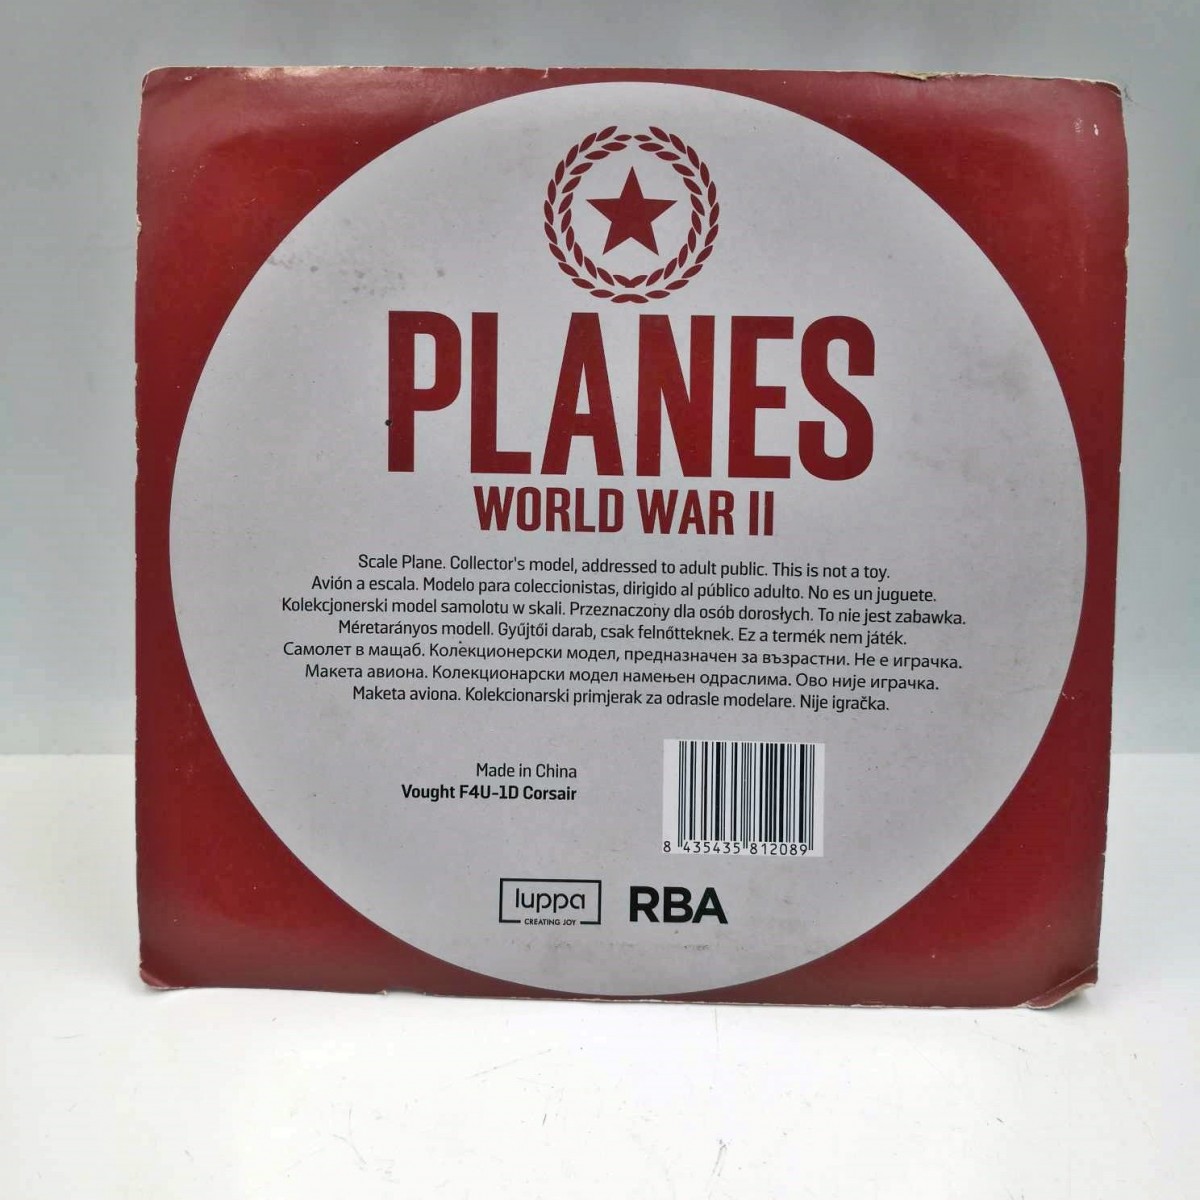 PLANES
WORLD WAR II
Scale Plane. Collector's model, addressed to adult public. This is not a toy.
Avión a escala. Modelo para coleccionistas, dirigido al público adulto. No es un juguete.
Kolekcjonerski model samolotu w skali. Przeznaczony dla osób dorosłych. To nie jest zabawka.
Méretarányos modell. Gyűjtői darab, csak felnőtteknek. Ez a termék nem játék.
Самолет в мащаб. Колекционерски модел, предназначен за възрастни. Не е играчка.
Макета авиона. Колекционарски модел намењен одраслима. Ово није играчка.
Maketa aviona. Kolekcionarski primjerak za odrasle modelare. Nije igračka.
Made in China
Vought F4U-1D Corsair
8 435435 812089
luppa
CREATING JOY
RBA